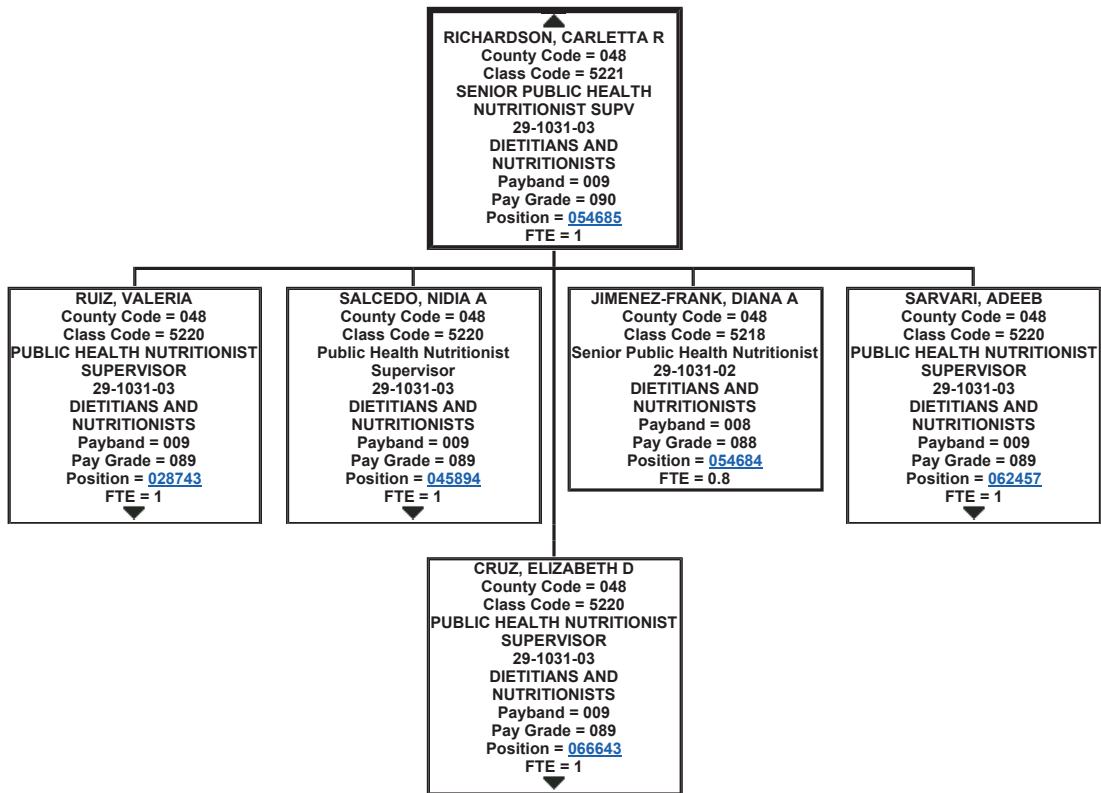 RICHARDSON, CARLETTA R
County Code = 048
Class Code = 5221
SENIOR PUBLIC HEALTH
NUTRITIONIST SUPV
29-1031-03
DIETITIANS AND
NUTRITIONISTS
Payband = 009
Pay Grade = 090
Position = 054685
FTE = 1
RUIZ, VALERIA
County Code = 048
Class Code = 5220
PUBLIC HEALTH NUTRITIONIST
SUPERVISOR
29-1031-03
DIETITIANS AND
NUTRITIONISTS
Payband = 009
Pay Grade = 089
Position = 028743
FTE = 1
SALCEDO, NIDIA A
County Code = 048
Class Code = 5220
Public Health Nutritionist
Supervisor
29-1031-03
DIETITIANS AND
NUTRITIONISTS
Payband = 009
Pay Grade = 089
Position = 045894
FTE = 1
JIMENEZ-FRANK, DIANA A
County Code = 048
Class Code = 5218
Senior Public Health Nutritionist
29-1031-02
DIETITIANS AND
NUTRITIONISTS
Payband = 008
Pay Grade = 088
Position = 054684
FTE = 0.8
SARVARI, ADEEB
County Code = 048
Class Code = 5220
PUBLIC HEALTH NUTRITIONIST
SUPERVISOR
29-1031-03
DIETITIANS AND
NUTRITIONISTS
Payband = 009
Pay Grade = 089
Position = 062457
FTE = 1
CRUZ, ELIZABETH D
County Code = 048
Class Code = 5220
PUBLIC HEALTH NUTRITIONIST
SUPERVISOR
29-1031-03
DIETITIANS AND
NUTRITIONISTS
Payband = 009
Pay Grade = 089
Position = 066643
FTE = 1